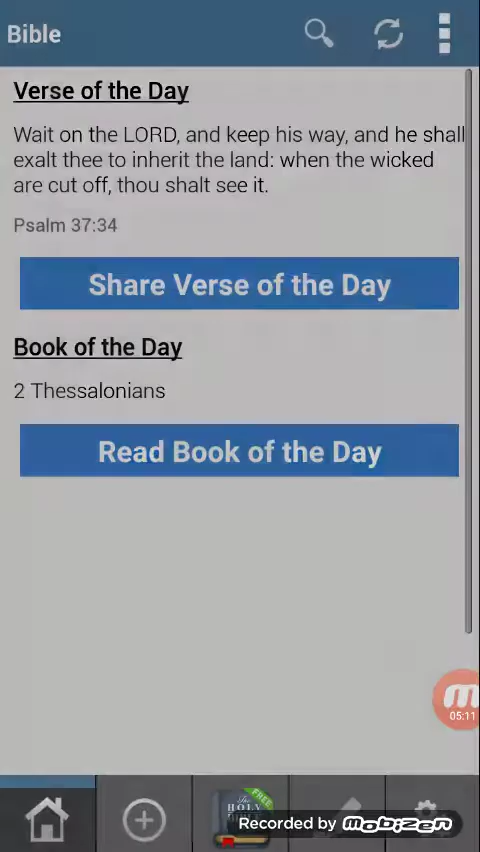 Bible
Verse of the Day
Wait on the LORD, and keep his way, and he shall
exalt thee to inherit the land: when the wicked
are cut off, thou shalt see it.
Psalm 37:34
Share Verse of the Day
Book of the Day
2 Thessalonians
Read Book of the Day
05:11
The
HOLY
FREE
Recorded by mobizen